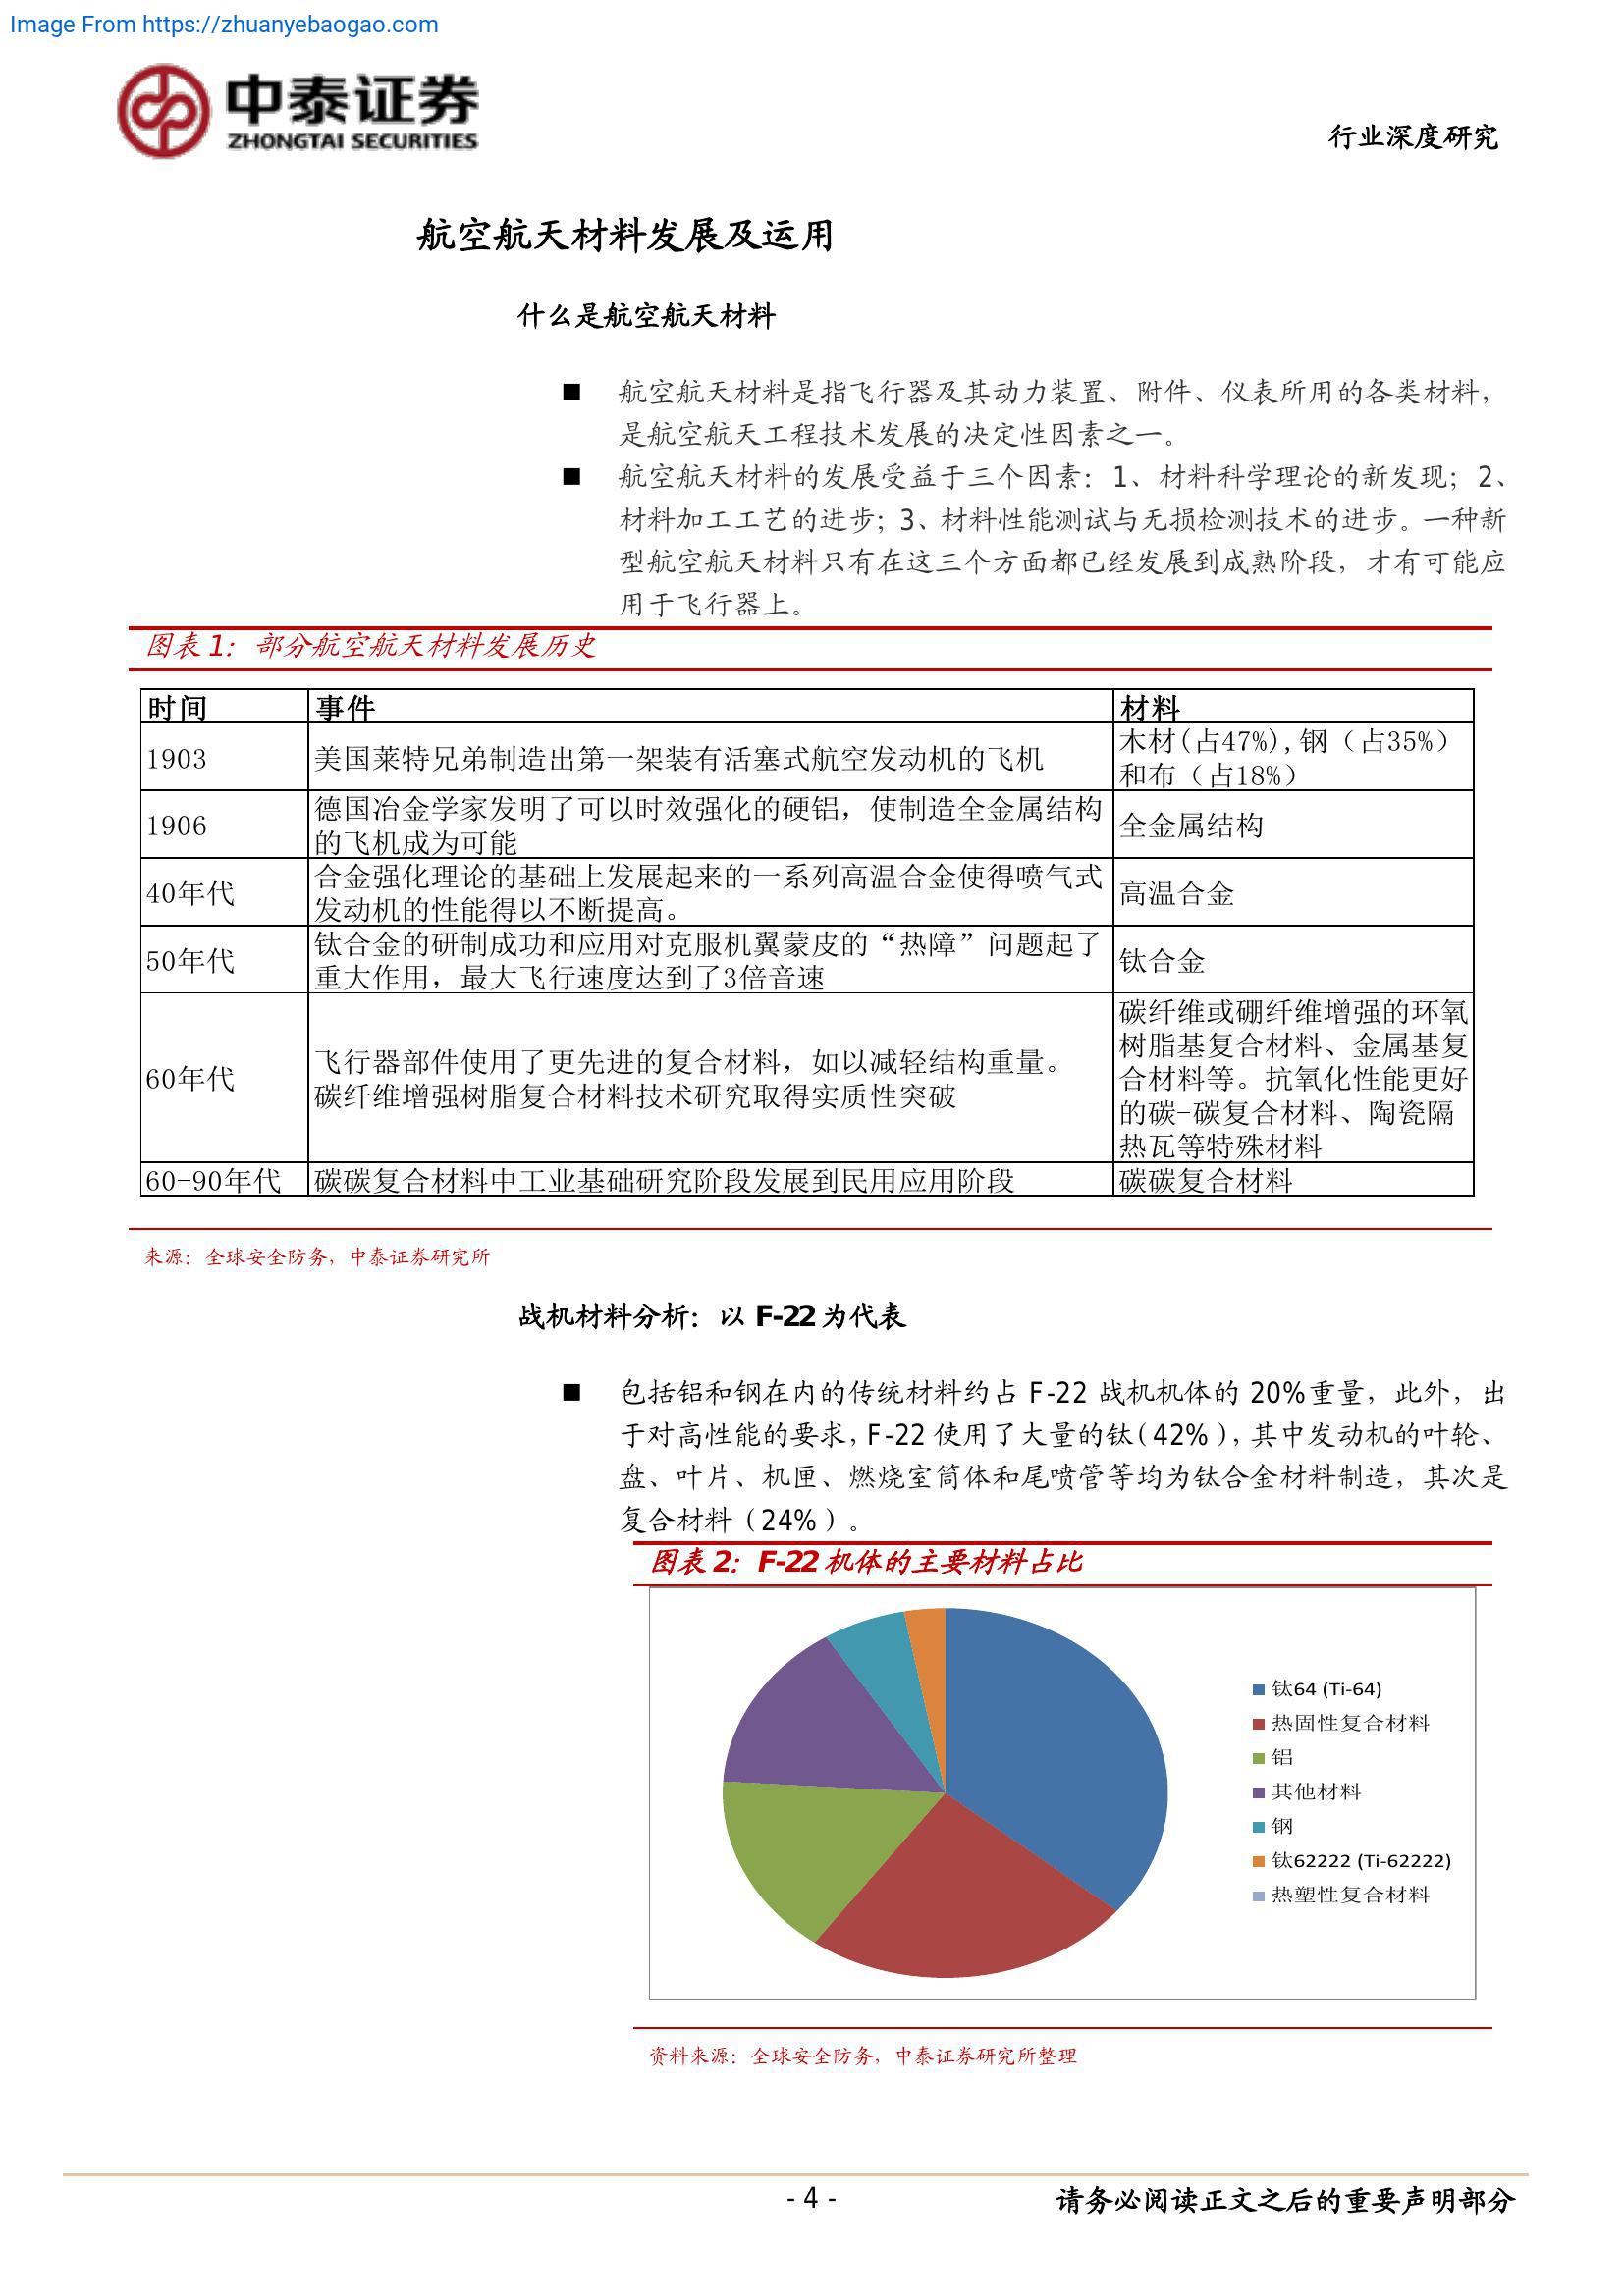 Image From https://zhuanyebaogao.com
中泰证券
ZHONGTAI SECURITIES
行业深度研究
航空航天材料发展及运用
什么是航空航天材料
■ 航空航天材料是指飞行器及其动力装置、附件、仪表所用的各类材料，
是航空航天工程技术发展的决定性因素之一。
■ 航空航天材料的发展受益于三个因素：1、材料科学理论的新发现；2、
材料加工工艺的进步；3、材料性能测试与无损检测技术的进步。一种新
型航空航天材料只有在这三个方面都已经发展到成熟阶段，才有可能应
用于飞行器上。
图表 1：部分航空航天材料发展历史
时间 事件 材料
1903 美国莱特兄弟制造出第一架装有活塞式航空发动机的飞机 木材(占47%),钢（占35%）
和布（占18%）
1906 德国冶金学家发明了可以时效强化的硬铝，使制造全金属结构
的飞机成为可能 全金属结构
40年代 合金强化理论的基础上发展起来的一系列高温合金使得喷气式
发动机的性能得以不断提高。 高温合金
50年代 钛合金的研制成功和应用对克服机翼蒙皮的“热障”问题起了
重大作用，最大飞行速度达到了3倍音速 钛合金
60年代 飞行器部件使用了更先进的复合材料，如以减轻结构重量。
碳纤维增强树脂复合材料技术研究取得实质性突破
碳纤维或硼纤维增强的环氧
树脂基复合材料、金属基复
合材料等。抗氧化性能更好
的碳-碳复合材料、陶瓷隔
热瓦等特殊材料
60-90年代 碳碳复合材料中工业基础研究阶段发展到民用应用阶段 碳碳复合材料
来源：全球安全防务，中泰证券研究所
战机材料分析：以 F-22 为代表
■ 包括铝和钢在内的传统材料约占 F-22 战机机体的 20%重量，此外，出
于对高性能的要求，F-22 使用了大量的钛（42%），其中发动机的叶轮、
盘、叶片、机匣、燃烧室筒体和尾喷管等均为钛合金材料制造，其次是
复合材料（24%）。
图表 2：F-22 机体的主要材料占比
钛64 (Ti-64)
热固性复合材料
铝
其他材料
钢
钛62222 (Ti-62222)
热塑性复合材料
资料来源：全球安全防务，中泰证券研究所整理
- 4 -
请务必阅读正文之后的重要声明部分